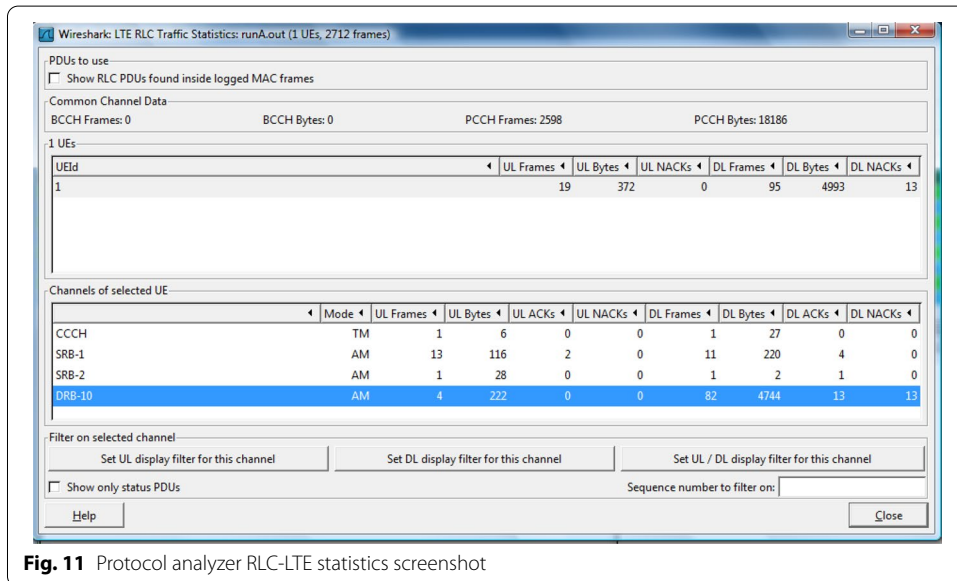 Wireshark: LTE RLC Traffic Statistics: runA.out (1 UEs, 2712 frames)
PDUs to use
Show RLC PDUs found inside logged MAC frames
Common Channel Data
BCCH Frames: 0 BCCH Bytes: 0 PCCH Frames: 2598 PCCH Bytes: 18186
1 UEs
UEId UL Frames UL Bytes UL NACKs DL Frames DL Bytes DL NACKs
1 19 372 0 95 4993 13
Channels of selected UE
Mode UL Frames UL Bytes UL ACKs UL NACKs DL Frames DL Bytes DL ACKs DL NACKs
CCCH TM 1 6 0 0 1 27 0 0
SRB-1 AM 13 116 2 0 11 220 4 0
SRB-2 AM 1 28 0 0 1 2 1 0
DRB-10 AM 4 222 0 0 82 4744 13 13
Filter on selected channel
Set UL display filter for this channel Set DL display filter for this channel Set UL / DL display filter for this channel
Show only status PDUs Sequence number to filter on:
Help Close
Fig. 11 Protocol analyzer RLC-LTE statistics screenshot